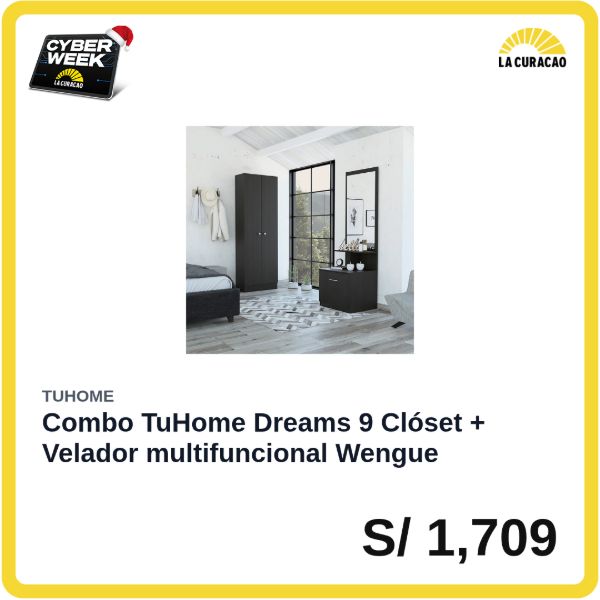 CYBER
WEEK
LA CURACAO
LA CURACAO
TUHOME
Combo TuHome Dreams 9 Clóset +
Velador multifuncional Wengue
S/ 1,709